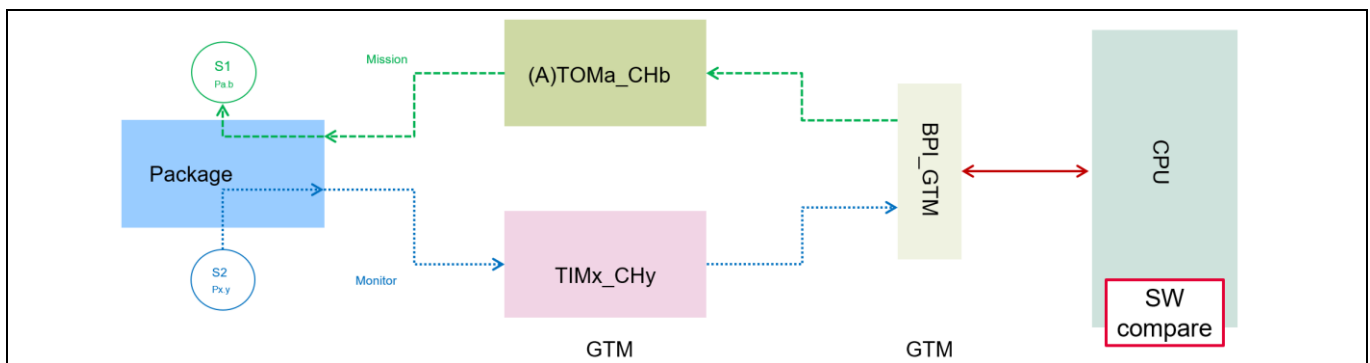 S1
Pa.b
Mission
(A)TOMa_CHb
Package
BPI_GTM
CPU
S2
Px.y
Monitor
TIMx_CHy
SW
compare
GTM
GTM